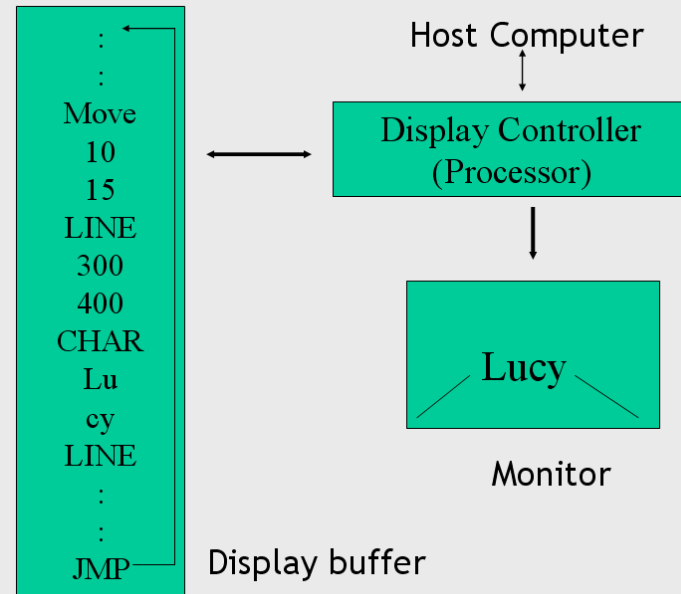 :
:
Move
10
15
LINE
300
400
CHAR
Lu
cy
LINE
:
:
JMP
Display buffer
Host Computer
Display Controller
(Processor)
Lucy
Monitor